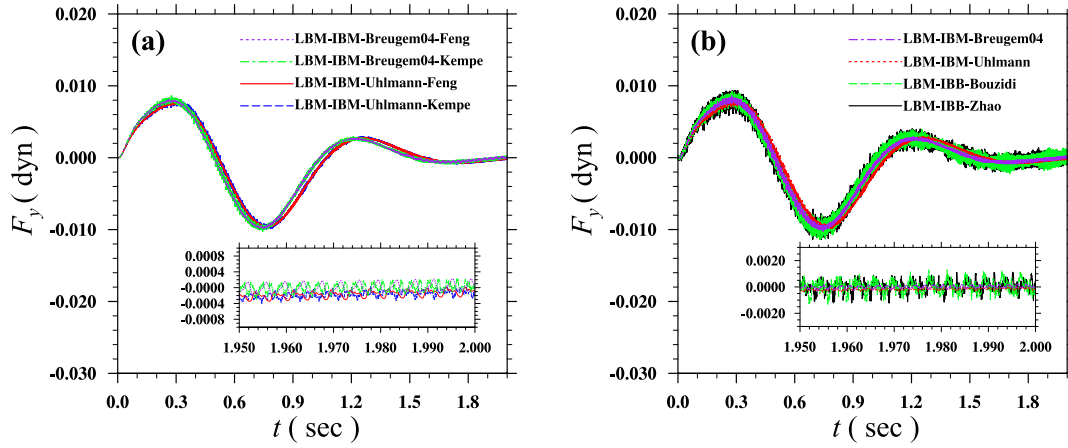 (a)
LBM-IBM-Breugem04-Feng
LBM-IBM-Breugem04-Kempe
LBM-IBM-Uhlmann-Feng
LBM-IBM-Uhlmann-Kempe
0.020
0.010
0.000
-0.010
-0.020
-0.030
F_y ( dyn )
0.0008
0.0004
-0.0000
-0.0004
-0.0008
1.950 1.960 1.970 1.980 1.990 2.000
0.0 0.3 0.6 0.9 1.2 1.5 1.8
t ( sec )
(b)
LBM-IBM-Breugem04
LBM-IBM-Uhlmann
LBM-IBB-Bouzidi
LBM-IBB-Zhao
0.020
0.010
0.000
-0.010
-0.020
-0.030
F_y ( dyn )
0.0020
0.0000
-0.0020
1.950 1.960 1.970 1.980 1.990 2.000
0.0 0.3 0.6 0.9 1.2 1.5 1.8
t ( sec )